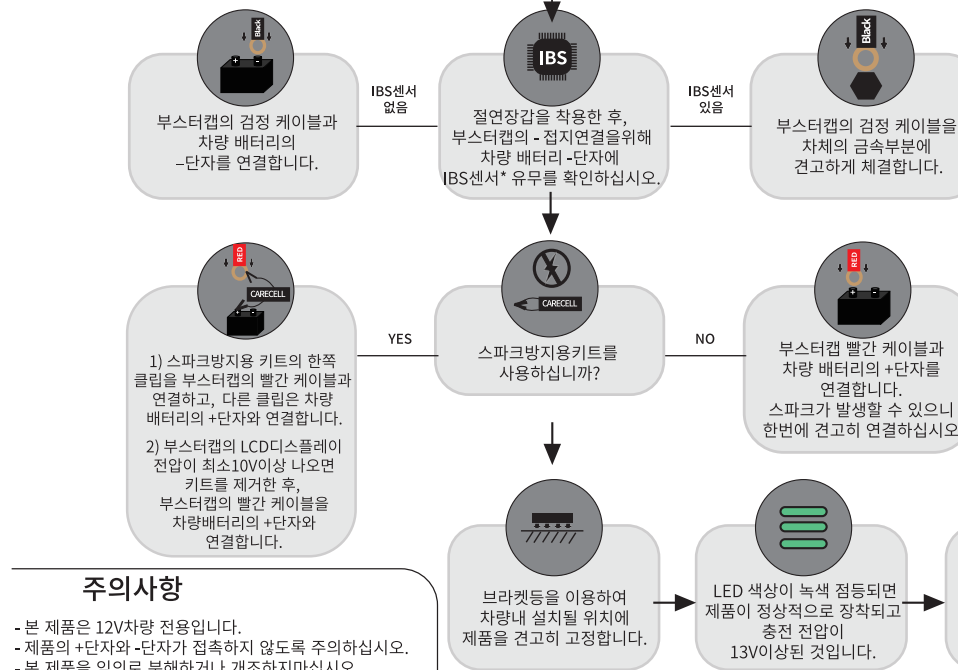 Black
부스터캡의 검정 케이블과
차량 배터리의
–단자를 연결합니다.
IBS센서
없음
IBS
절연장갑을 착용한 후,
부스터캡의 - 접지연결을위해
차량 배터리 -단자에
IBS센서* 유무를 확인하십시오.
IBS센서
있음
Black
부스터캡의 검정 케이블을
차체의 금속부분에
견고하게 체결합니다.
RED
CARECELL
1) 스파크방지용 키트의 한쪽
클립을 부스터캡의 빨간 케이블과
연결하고, 다른 클립은 차량
배터리의 +단자와 연결합니다.
2) 부스터캡의 LCD디스플레이
전압이 최소10V이상 나오면
키트를 제거한 후,
부스터캡의 빨간 케이블을
차량배터리의 +단자와
연결합니다.
YES
CARECELL
스파크방지용키트를
사용하십니까?
NO
RED
부스터캡 빨간 케이블과
차량 배터리의 +단자를
연결합니다.
스파크가 발생할 수 있으니
한번에 견고히 연결하십시오
브라켓등을 이용하여
차량내 설치될 위치에
제품을 견고히 고정합니다.
LED 색상이 녹색 점등되면
제품이 정상적으로 장착되고
충전 전압이
13V이상된 것입니다.
주의사항
- 본 제품은 12V차량 전용입니다.
- 제품의 +단자와 -단자가 접촉하지 않도록 주의하십시오.
- 본 제품을 임의로 분해하거나 개조하지마십시오